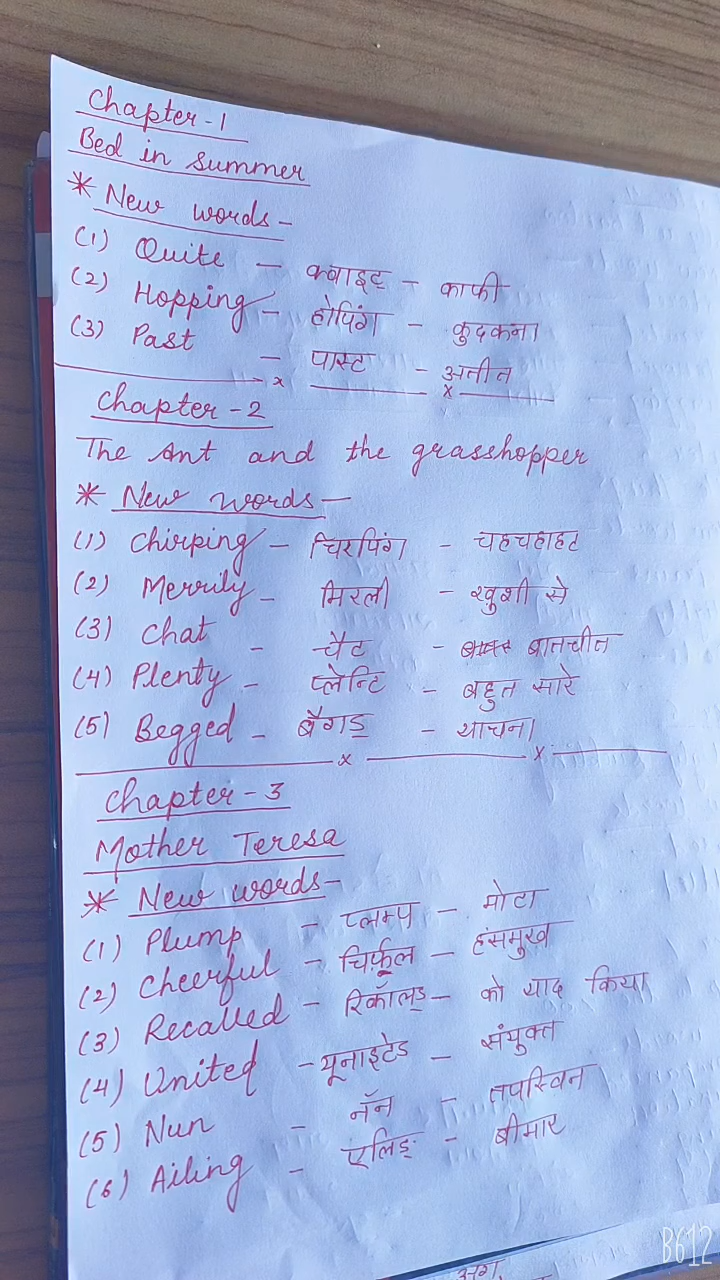 Chapter-1
Bed in summer
* New words-
(1) Quite - क्वाइट - काफी
(2) Hopping - होपिंग - कुदकना
(3) Past - पास्ट - अतीत
x x
Chapter-2
The Ant and the grasshopper
* New words-
(1) Chirping - चिरपिंग - चहचहाहट
(2) Merrily - मिरली - खुशी से
(3) Chat - चैट - बातचीत
(4) Plenty - प्लेन्टि - बहुत सारे
(5) Begged - बैगड् - याचना
x x
Chapter-3
Mother Teresa
* New words-
(1) Plump - प्लम्प - मोटा
(2) Cheerful - चिर्फूल - हंसमुख
(3) Recalled - रिकॉल्ड् - को याद किया
(4) United - यूनाइटेड - संयुक्त
(5) Nun - नॅन - तपस्विन
(6) Ailing - एलिङ् - बीमार
B612